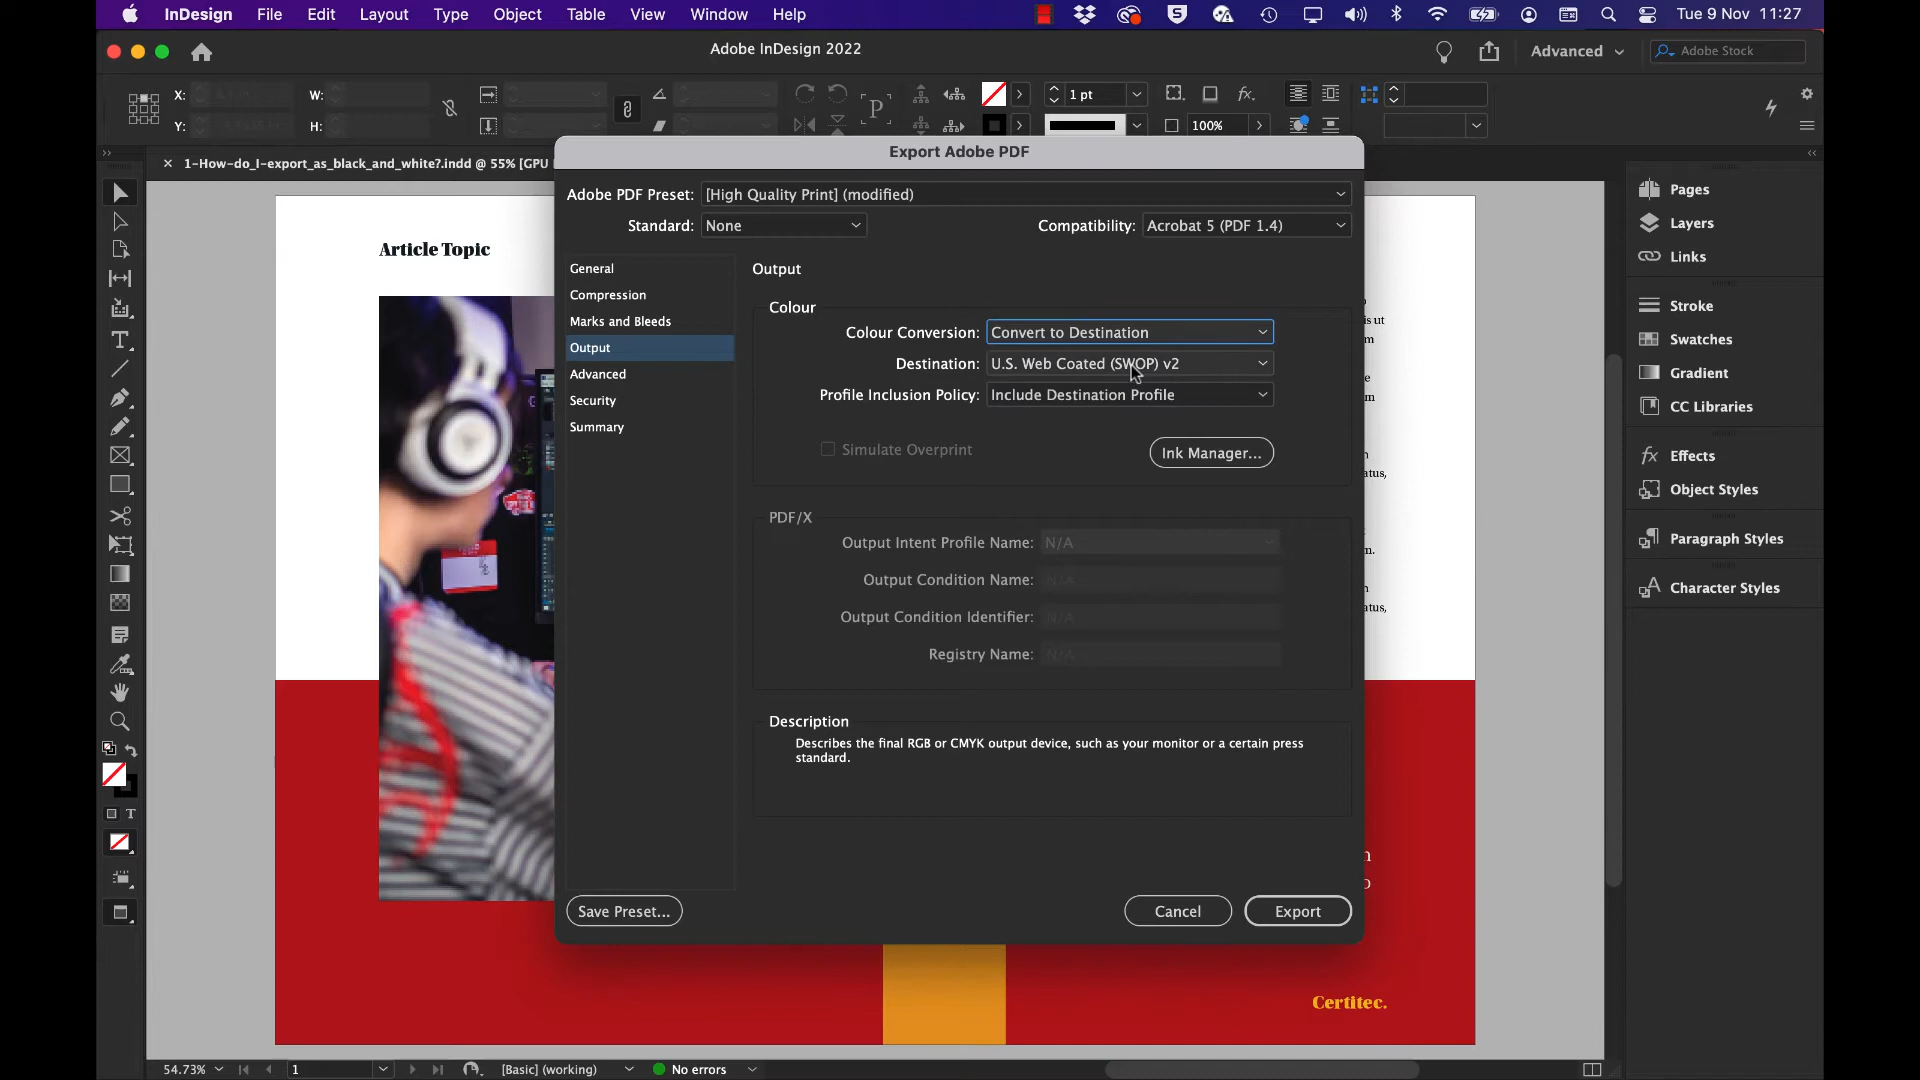 InDesign File Edit Layout Type Object Table View Window Help
Tue 9 Nov 11:27
Adobe InDesign 2022
Advanced
Adobe Stock
X: W: 1 pt
Y: H: 100%
P
fx
1-How-do_I-export_as_black_and_white?.indd @ 55% [GPU
Export Adobe PDF
Adobe PDF Preset: [High Quality Print] (modified)
Standard: None
Compatibility: Acrobat 5 (PDF 1.4)
General
Compression
Marks and Bleeds
Output
Advanced
Security
Summary
Output
Colour
Colour Conversion: Convert to Destination
Destination: U.S. Web Coated (SWOP) v2
Profile Inclusion Policy: Include Destination Profile
Simulate Overprint
Ink Manager...
PDF/X
Output Intent Profile Name: N/A
Output Condition Name: N/A
Output Condition Identifier: N/A
Registry Name: N/A
Description
Describes the final RGB or CMYK output device, such as your monitor or a certain press
standard.
Save Preset...
Cancel
Export
Article Topic
is ut
atus,
atus,
Certitec.
Pages
Layers
Links
Stroke
Swatches
Gradient
CC Libraries
Effects
Object Styles
Paragraph Styles
Character Styles
54.73% 1 [Basic] (working) No errors